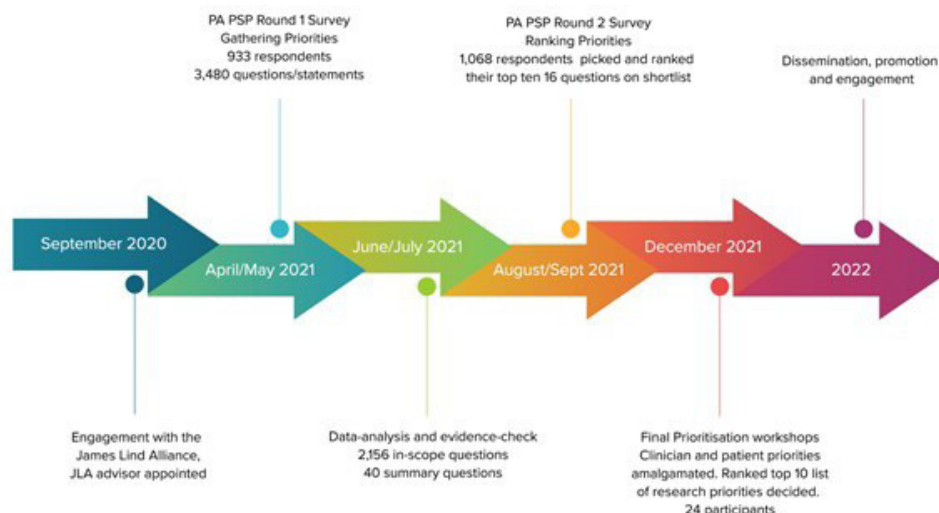 PA PSP Round 1 Survey
Gathering Priorities
933 respondents
3,480 questions/statements
PA PSP Round 2 Survey
Ranking Priorities
1,068 respondents picked and ranked
their top ten 16 questions on shortlist
Dissemination, promotion
and engagement
September 2020
April/May 2021
June/July 2021
August/Sept 2021
December 2021
2022
Engagement with the
James Lind Alliance,
JLA advisor appointed
Data-analysis and evidence-check
2,156 in-scope questions
40 summary questions
Final Prioritisation workshops
Clinician and patient priorities
amalgamated. Ranked top 10 list
of research priorities decided.
24 participants